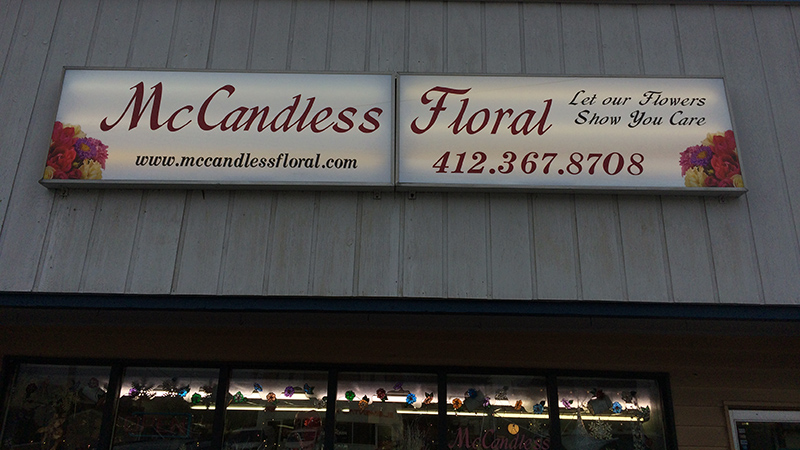 McCandless Floral
Let our Flowers
Show You Care
www.mccandlessfloral.com
412.367.8708
McCandless